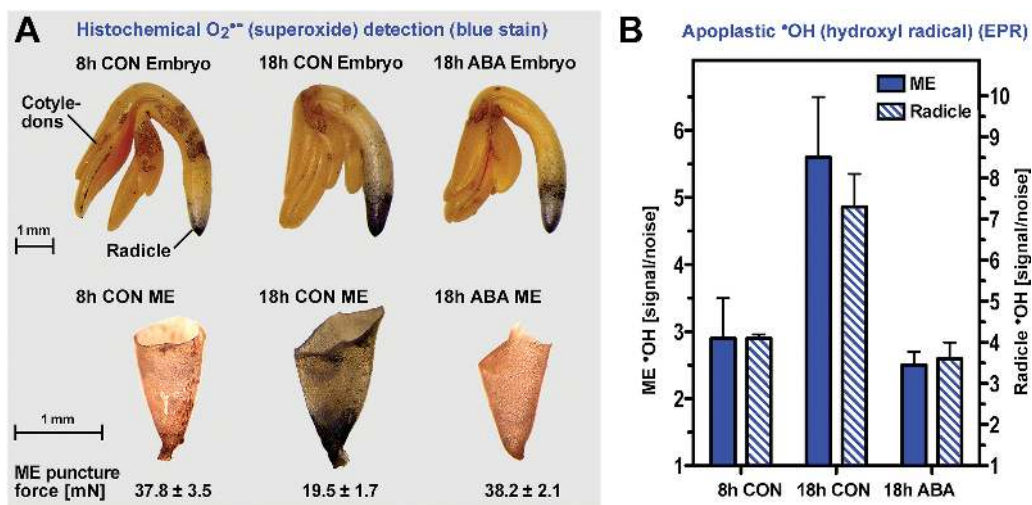 A
Histochemical O₂•⁻ (superoxide) detection (blue stain)
8h CON Embryo
18h CON Embryo
18h ABA Embryo
Cotyle-
dons
1 mm
Radicle
8h CON ME
18h CON ME
18h ABA ME
1 mm
ME puncture
force [mN]
37.8 ± 3.5
19.5 ± 1.7
38.2 ± 2.1
B
Apoplastic •OH (hydroxyl radical) (EPR)
ME
Radicle
ME •OH [signal/noise]
6
5
4
3
2
1
10
9
8
7
6
5
4
3
2
1
Radicle •OH [signal/noise]
8h CON
18h CON
18h ABA